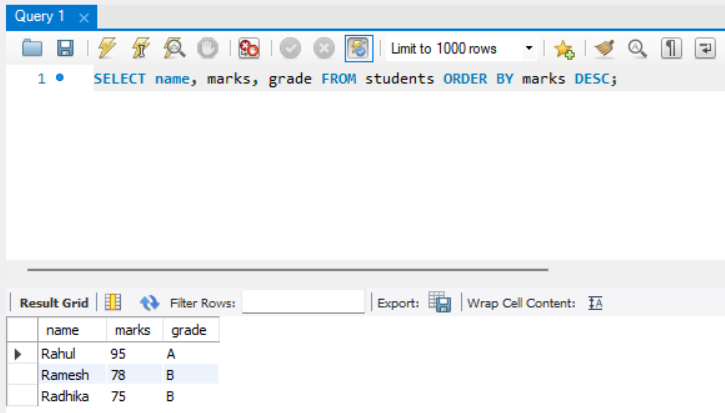 Query 1
Limit to 1000 rows
1 SELECT name, marks, grade FROM students ORDER BY marks DESC;
Result Grid Filter Rows: Export: Wrap Cell Content:
name marks grade
Rahul 95 A
Ramesh 78 B
Radhika 75 B